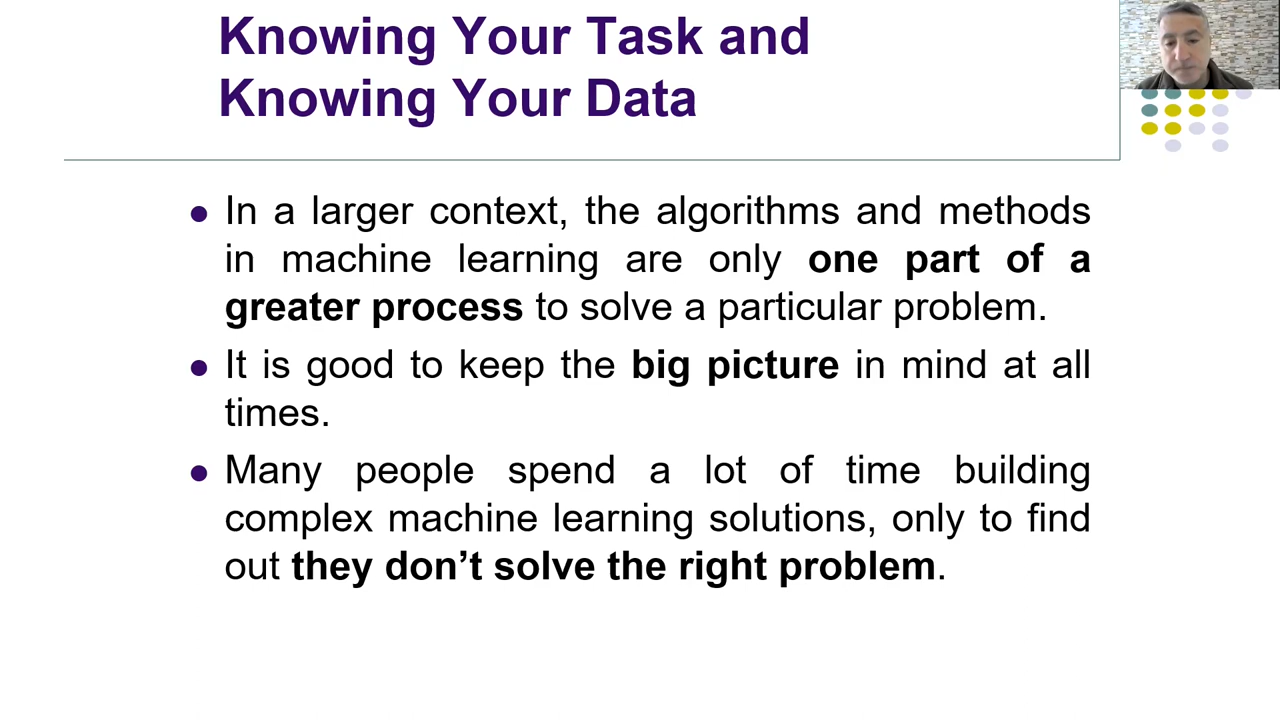 Knowing Your Task and
Knowing Your Data
In a larger context, the algorithms and methods
in machine learning are only one part of a
greater process to solve a particular problem.
It is good to keep the big picture in mind at all
times.
Many people spend a lot of time building
complex machine learning solutions, only to find
out they don’t solve the right problem.